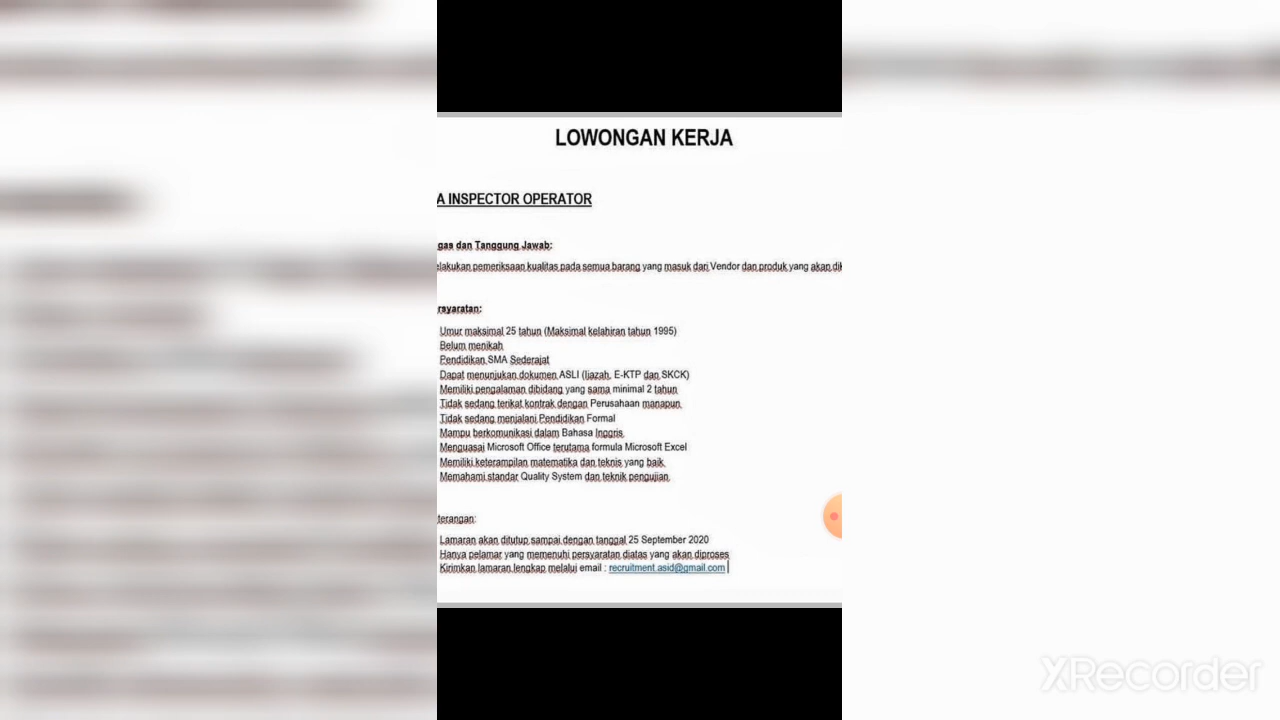 LOWONGAN KERJA
A INSPECTOR OPERATOR
gas dan Tanggung Jawab:
elakukan pemeriksaan kualitas pada semua barang yang masuk dari Vendor dan produk yang akan dik
rsyaratan:
Umur maksimal 25 tahun (Maksimal kelahiran tahun 1995)
Belum menikah
Pendidikan SMA Sederajat
Dapat menunjukan dokumen ASLI (Ijazah, E-KTP dan SKCK)
Memiliki pengalaman dibidang yang sama minimal 2 tahun
Tidak sedang terikat kontrak dengan Perusahaan manapun.
Tidak sedang menjalani Pendidikan Formal
Mampu berkomunikasi dalam Bahasa Inggris.
Menguasai Microsoft Office terutama formula Microsoft Excel
Memiliki keterampilan matematika dan teknis yang baik.
Memahami standar Quality System dan teknik pengujian.
terangan:
Lamaran akan ditutup sampai dengan tanggal 25 September 2020
Hanya pelamar yang memenuhi persyaratan diatas yang akan diproses
Kirimkan lamaran lengkap melalui email : recruitment.asid@gmail.com
XRecorder